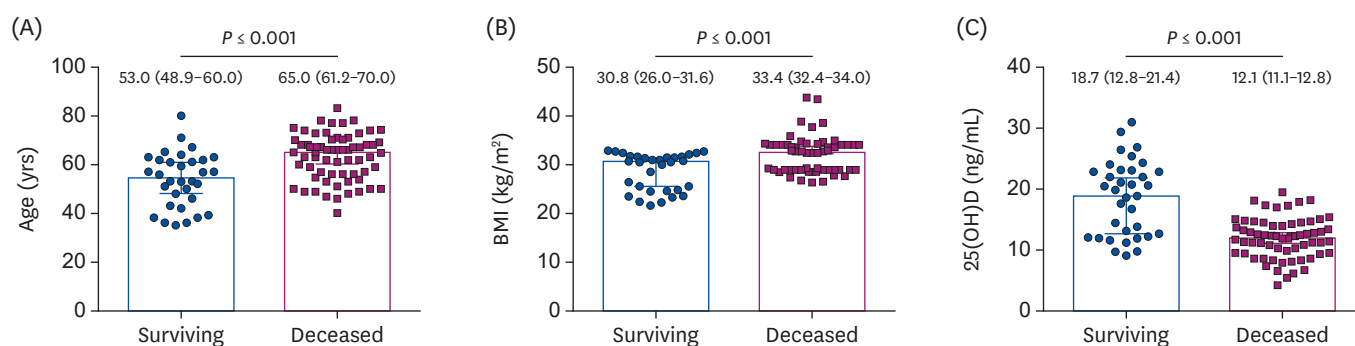 (A)
P ≤ 0.001
53.0 (48.9–60.0) 65.0 (61.2–70.0)
Age (yrs)
100
80
60
40
20
0
Surviving Deceased
(B)
P ≤ 0.001
30.8 (26.0–31.6) 33.4 (32.4–34.0)
BMI (kg/m²)
50
40
30
20
10
0
Surviving Deceased
(C)
P ≤ 0.001
18.7 (12.8–21.4) 12.1 (11.1–12.8)
25(OH)D (ng/mL)
40
30
20
10
0
Surviving Deceased